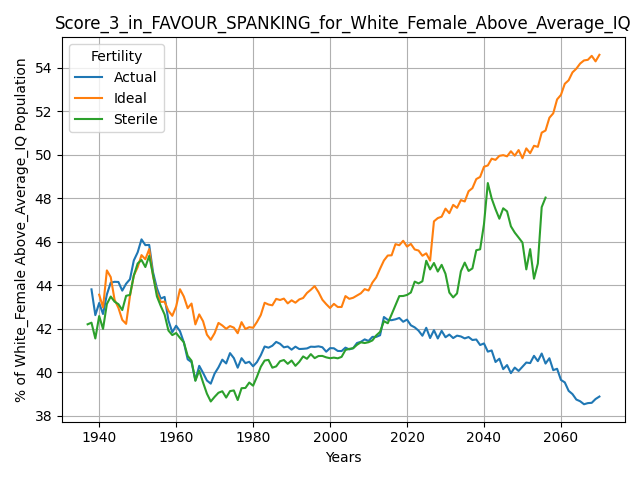 Score_3_in_FAVOUR_SPANKING_for_White_Female_Above_Average_IQ
Fertility
Actual
Ideal
Sterile
% of White_Female Above_Average_IQ Population
54
52
50
48
46
44
42
40
38
1940 1960 1980 2000 2020 2040 2060
Years